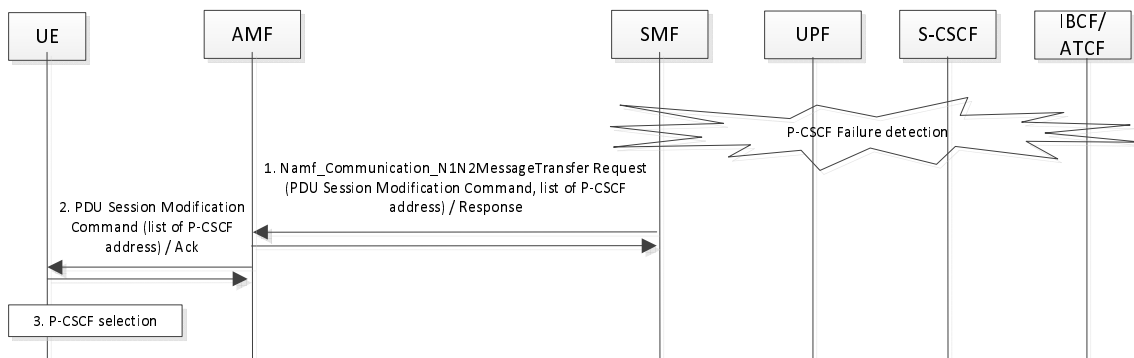 UE
AMF
SMF
UPF
S-CSCF
IBCF/
ATCF
P-CSCF Failure detection
1. Namf_Communication_N1N2MessageTransfer Request
(PDU Session Modification Command, list of P-CSCF
address) / Response
2. PDU Session Modification
Command (list of P-CSCF
address) / Ack
3. P-CSCF selection